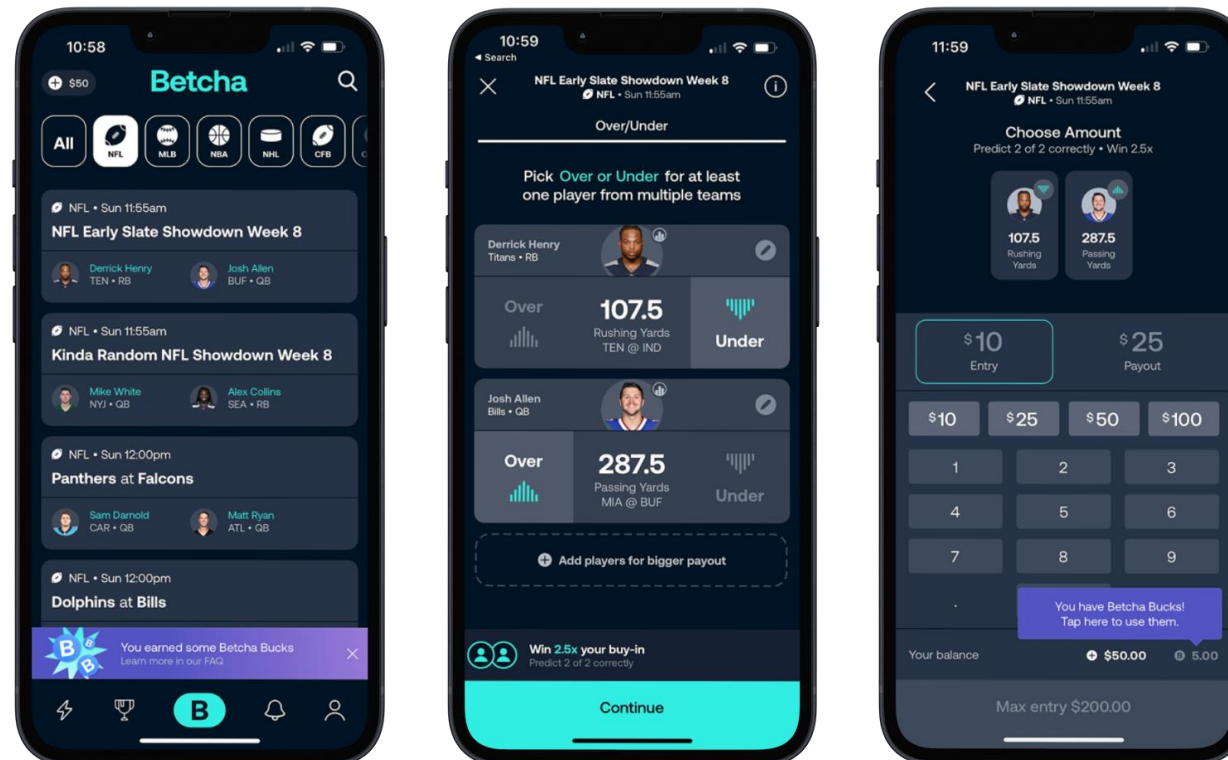 10:58
$50
Betcha
All
NFL
MLB
NBA
NHL
CFB
NFL • Sun 11:55am
NFL Early Slate Showdown Week 8
Derrick Henry
TEN • RB
Josh Allen
BUF • QB
NFL • Sun 11:55am
Kinda Random NFL Showdown Week 8
Mike White
NYJ • QB
Alex Collins
SEA • RB
NFL • Sun 12:00pm
Panthers at Falcons
Sam Darnold
CAR • QB
Matt Ryan
ATL • QB
NFL • Sun 12:00pm
Dolphins at Bills
B B B
You earned some Betcha Bucks
Learn more in our FAQ
B
10:59
Search
NFL Early Slate Showdown Week 8
NFL • Sun 11:55am
Over/Under
Pick Over or Under for at least
one player from multiple teams
Derrick Henry
Titans • RB
Over
107.5
Rushing Yards
TEN @ IND
Under
Josh Allen
Bills • QB
Over
287.5
Passing Yards
MIA @ BUF
Under
Add players for bigger payout
Win 2.5x your buy-in
Predict 2 of 2 correctly
Continue
11:59
NFL Early Slate Showdown Week 8
NFL • Sun 11:55am
Choose Amount
Predict 2 of 2 correctly • Win 2.5x
107.5
Rushing
Yards
287.5
Passing
Yards
$10
Entry
$25
Payout
$10 $25 $50 $100
1 2 3
4 5 6
7 8 9
.
You have Betcha Bucks!
Tap here to use them.
Your balance
$50.00
B 5.00
Max entry $200.00